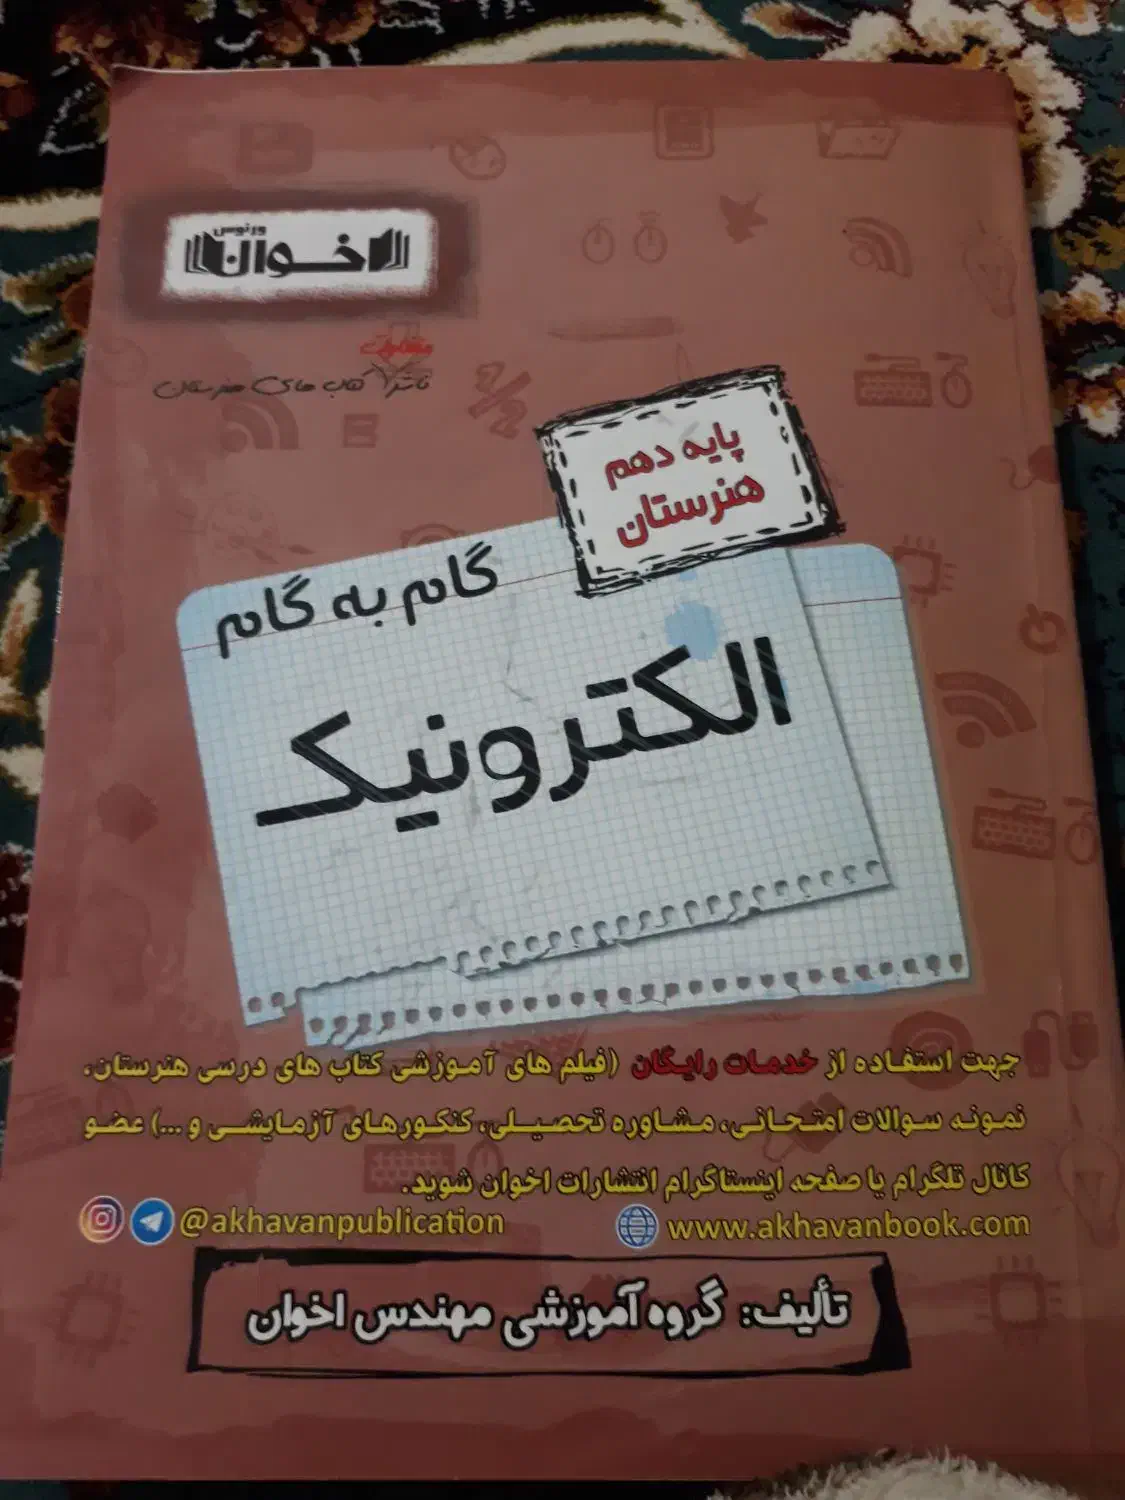 ورنوس
اخوان
متفاوت
ناشر کتاب های هنرستان
پایه دهم
هنرستان
گام به گام
الکترونیک
جهت استفاده از خدمات رایگان (فیلم های آموزشی کتاب های درسی هنرستان،
نمونه سوالات امتحانی، مشاوره تحصیلی، کنکورهای آزمایشی و ...) عضو
کانال تلگرام یا صفحه اینستاگرام انتشارات اخوان شوید.
@akhavanpublication www.akhavanbook.com
تألیف: گروه آموزشی مهندس اخوان